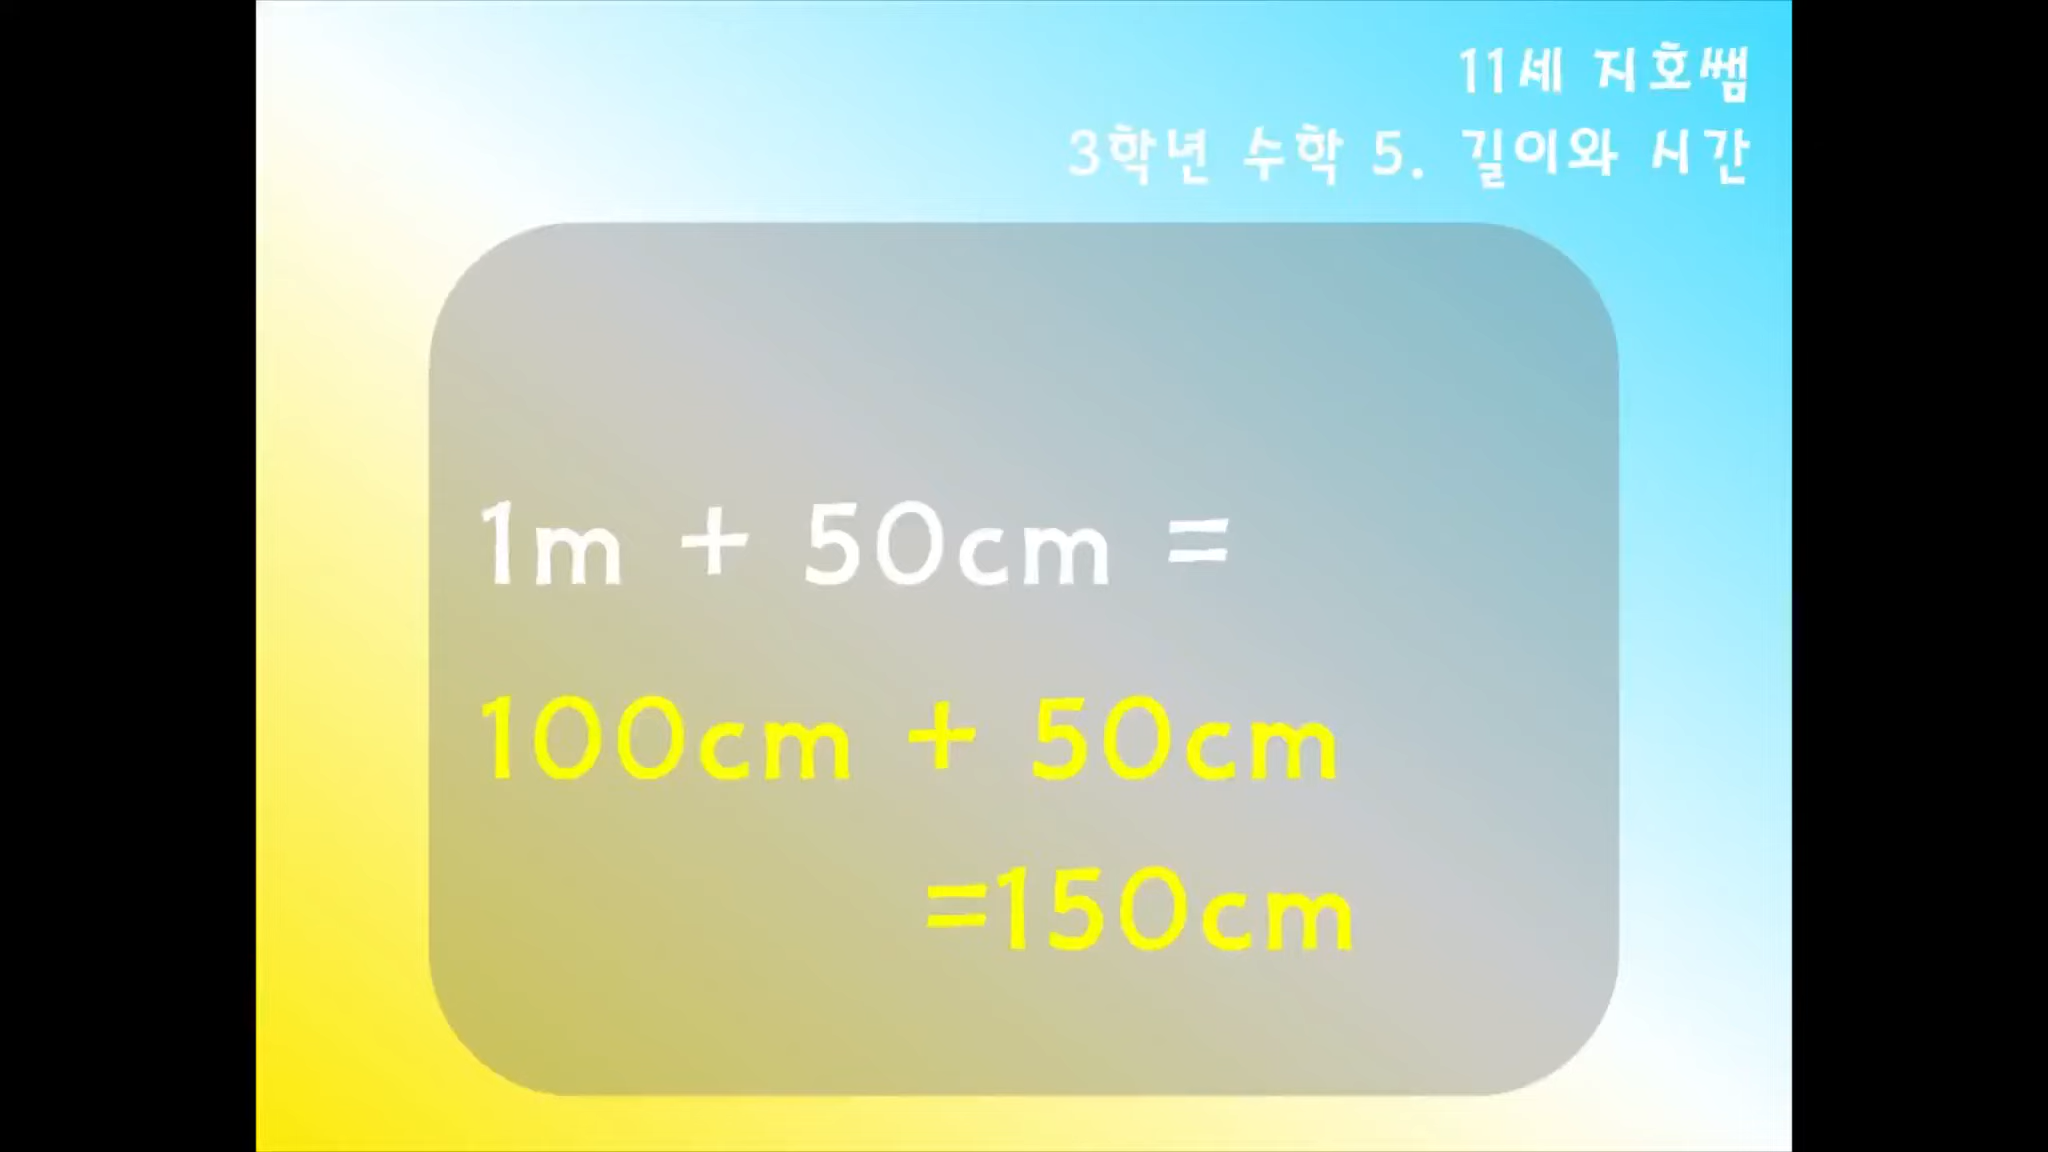 11세 지호쌤
3학년 수학 5. 길이와 시간
1m + 50cm =
100cm + 50cm
=150cm